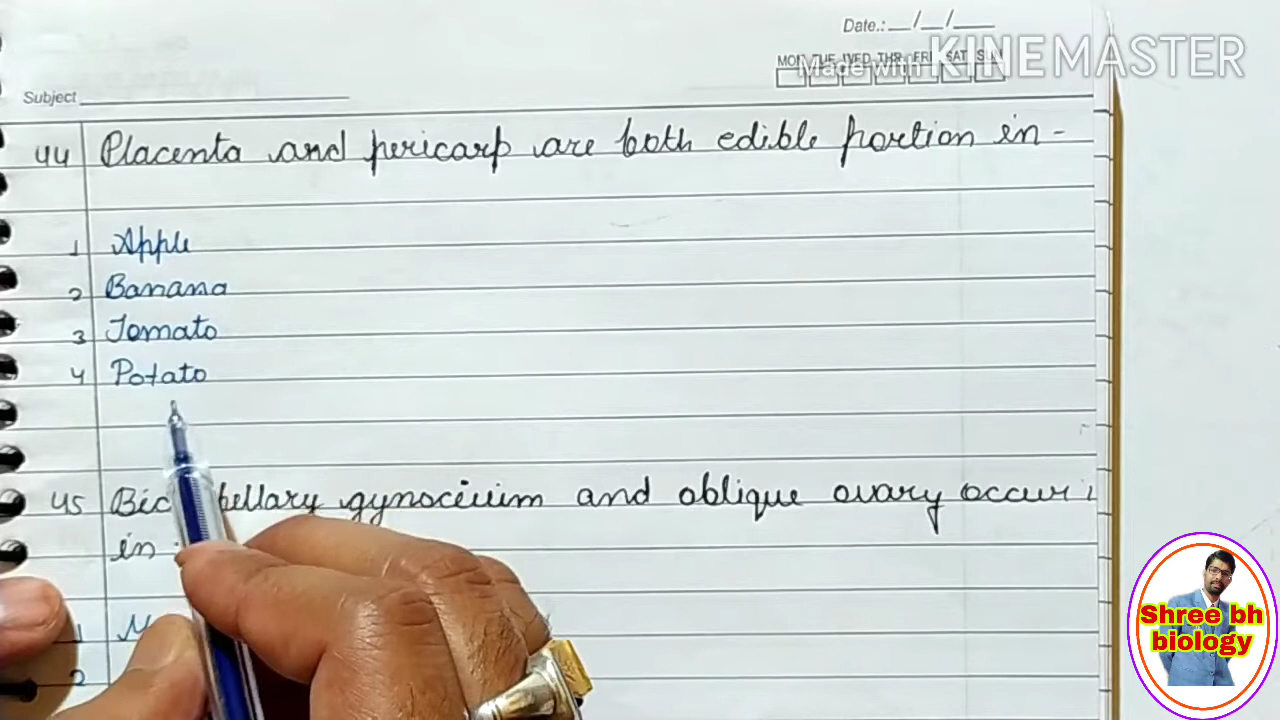 Date.: __/__/____
MON TUE WED THR FRI SAT SUN
Made with KINEMASTER
Subject
44 Placenta and pericarp are both edible portion in -
1 Apple
2 Banana
3 Tomato
4 Potato
45 gynoecium and oblique ovary occur
in
1
2
Shree bh
biology